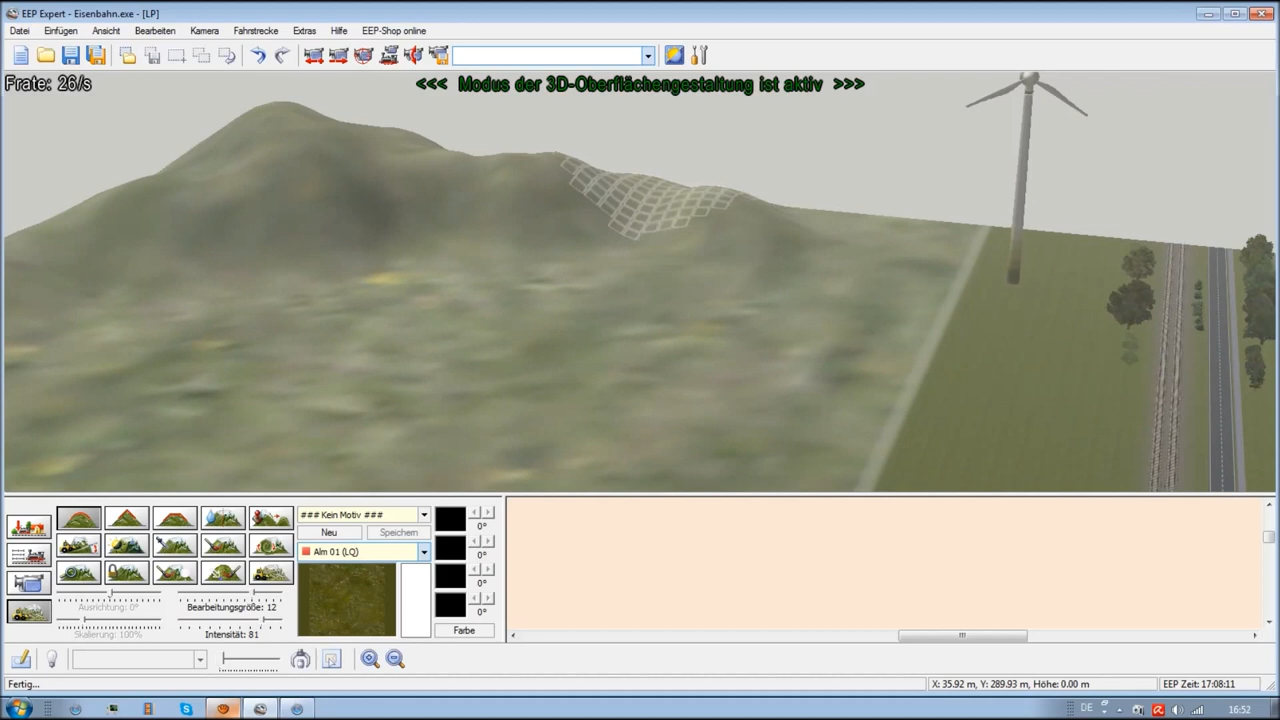 EEP Expert - Eisenbahn.exe - [LP]
Datei Einfügen Ansicht Bearbeiten Kamera Fahrstrecke Extras Hilfe EEP-Shop online
Frate: 26/s
<<< Modus der 3D-Oberflächengestaltung ist aktiv >>>
### Kein Motiv ###
0°
Neu Speichern
Alm 01 (LQ)
0°
0°
Ausrichtung: 0° Bearbeitungsgröße: 12
0°
Skalierung: 100% Intensität: 81
Farbe
Fertig... X: 35.92 m, Y: 289.93 m, Höhe: 0.00 m EEP Zeit: 17:08:11
DE 16:52